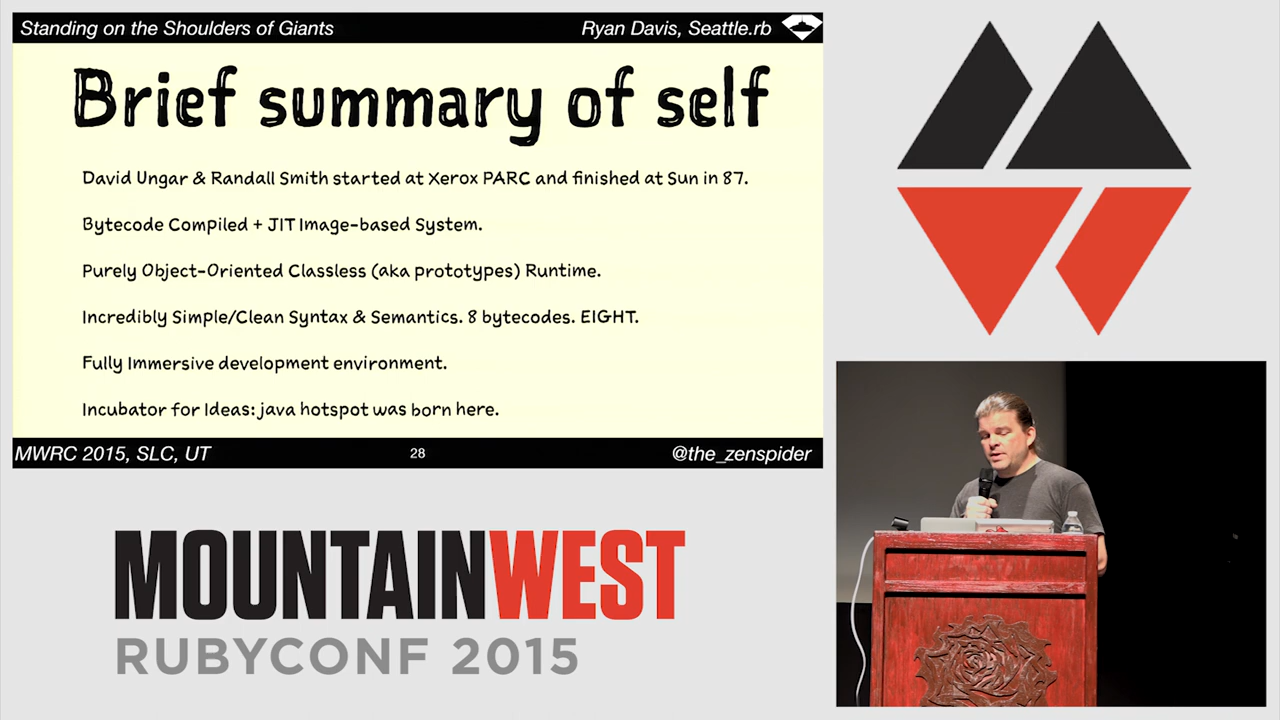 Standing on the Shoulders of Giants
Ryan Davis, Seattle.rb
Brief summary of self
David Ungar & Randall Smith started at Xerox PARC and finished at Sun in 87.
Bytecode Compiled + JIT Image-based System.
Purely Object-Oriented Classless (aka prototypes) Runtime.
Incredibly Simple/Clean Syntax & Semantics. 8 bytecodes. EIGHT.
Fully Immersive development environment.
Incubator for Ideas: java hotspot was born here.
MWRC 2015, SLC, UT
28
@the_zenspider
MOUNTAINWEST
RUBYCONF 2015